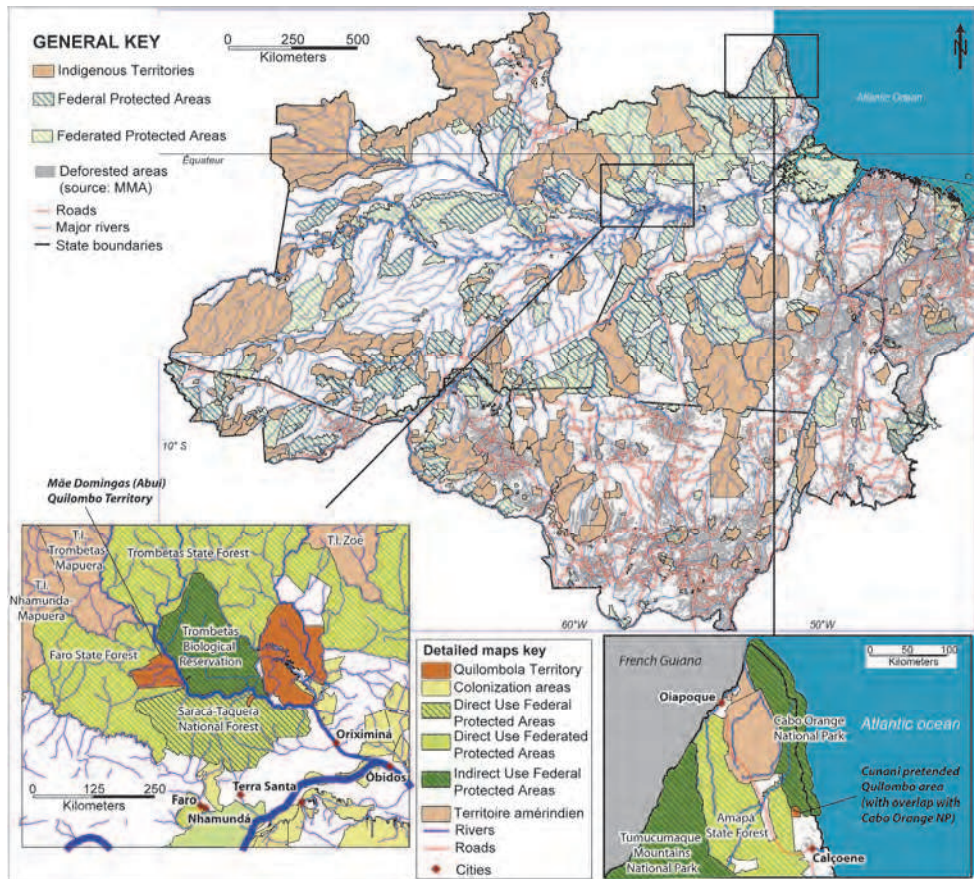 GENERAL KEY
0 250 500
Kilometers
N
Indigenous Territories
Federal Protected Areas
Federated Protected Areas
Deforested areas
(source: MMA)
Roads
Major rivers
State boundaries
Équateur
Atlantic Ocean
10° S
60°W
50°W
Mãe Domingas (Abui)
Quilombo Territory
T.I.
Trombetas
Mapuera
Trombetas State Forest
T.I. Zoé
T.I.
Nhamunda-
Mapuera
Faro State Forest
Trombetas
Biological
Reservation
Saraca-Taquera
National Forest
Oriximiná
Óbidos
Terra Santa
Faro
Nhamundá
0 125 250
Kilometers
Detailed maps key
Quilombola Territory
Colonization areas
Direct Use Federal
Protected Areas
Direct Use Federated
Protected Areas
Indirect Use Federal
Protected Areas
Territoire amérindien
Rivers
Roads
Cities
French Guiana
0 50 100
Kilometers
Oiapoque
Cabo Orange
National Park
Atlantic ocean
Cunani pretended
Quilombo area
(with overlap with
Cabo Orange NP)
Amapa
State Forest
Tumucumaque
Mountains
National Park
Calçoene